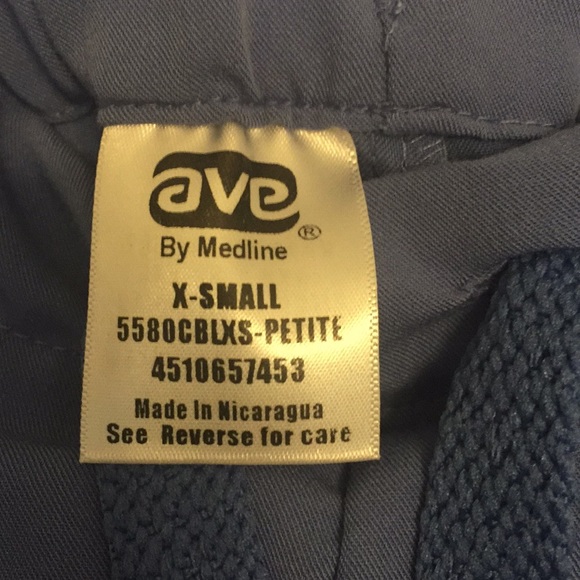 ave
®
By Medline
X-SMALL
5580CBLXS-PETITE
4510657453
Made In Nicaragua
See Reverse for care